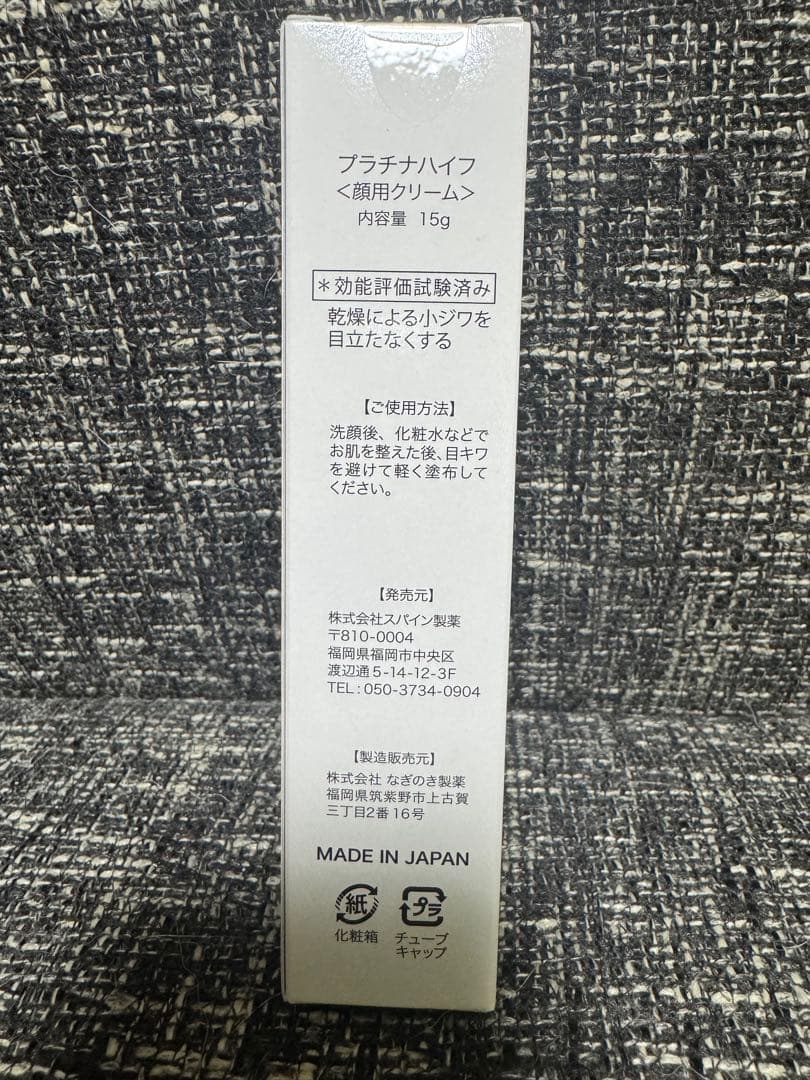 プラチナハイフ
<顔用クリーム>
内容量 15g
＊効能評価試験済み
乾燥による小ジワを
目立たなくする
【ご使用方法】
洗顔後、化粧水などで
お肌を整えた後、目キワ
を避けて軽く塗布して
ください。
【発売元】
株式会社スパイン製薬
〒810-0004
福岡県福岡市中央区
渡辺通5-14-12-3F
TEL : 050-3734-0904
【製造販売元】
株式会社 なぎのき製薬
福岡県筑紫野市上古賀
三丁目2番16号
MADE IN JAPAN
紙 プラ
化粧箱 チューブ
キャップ